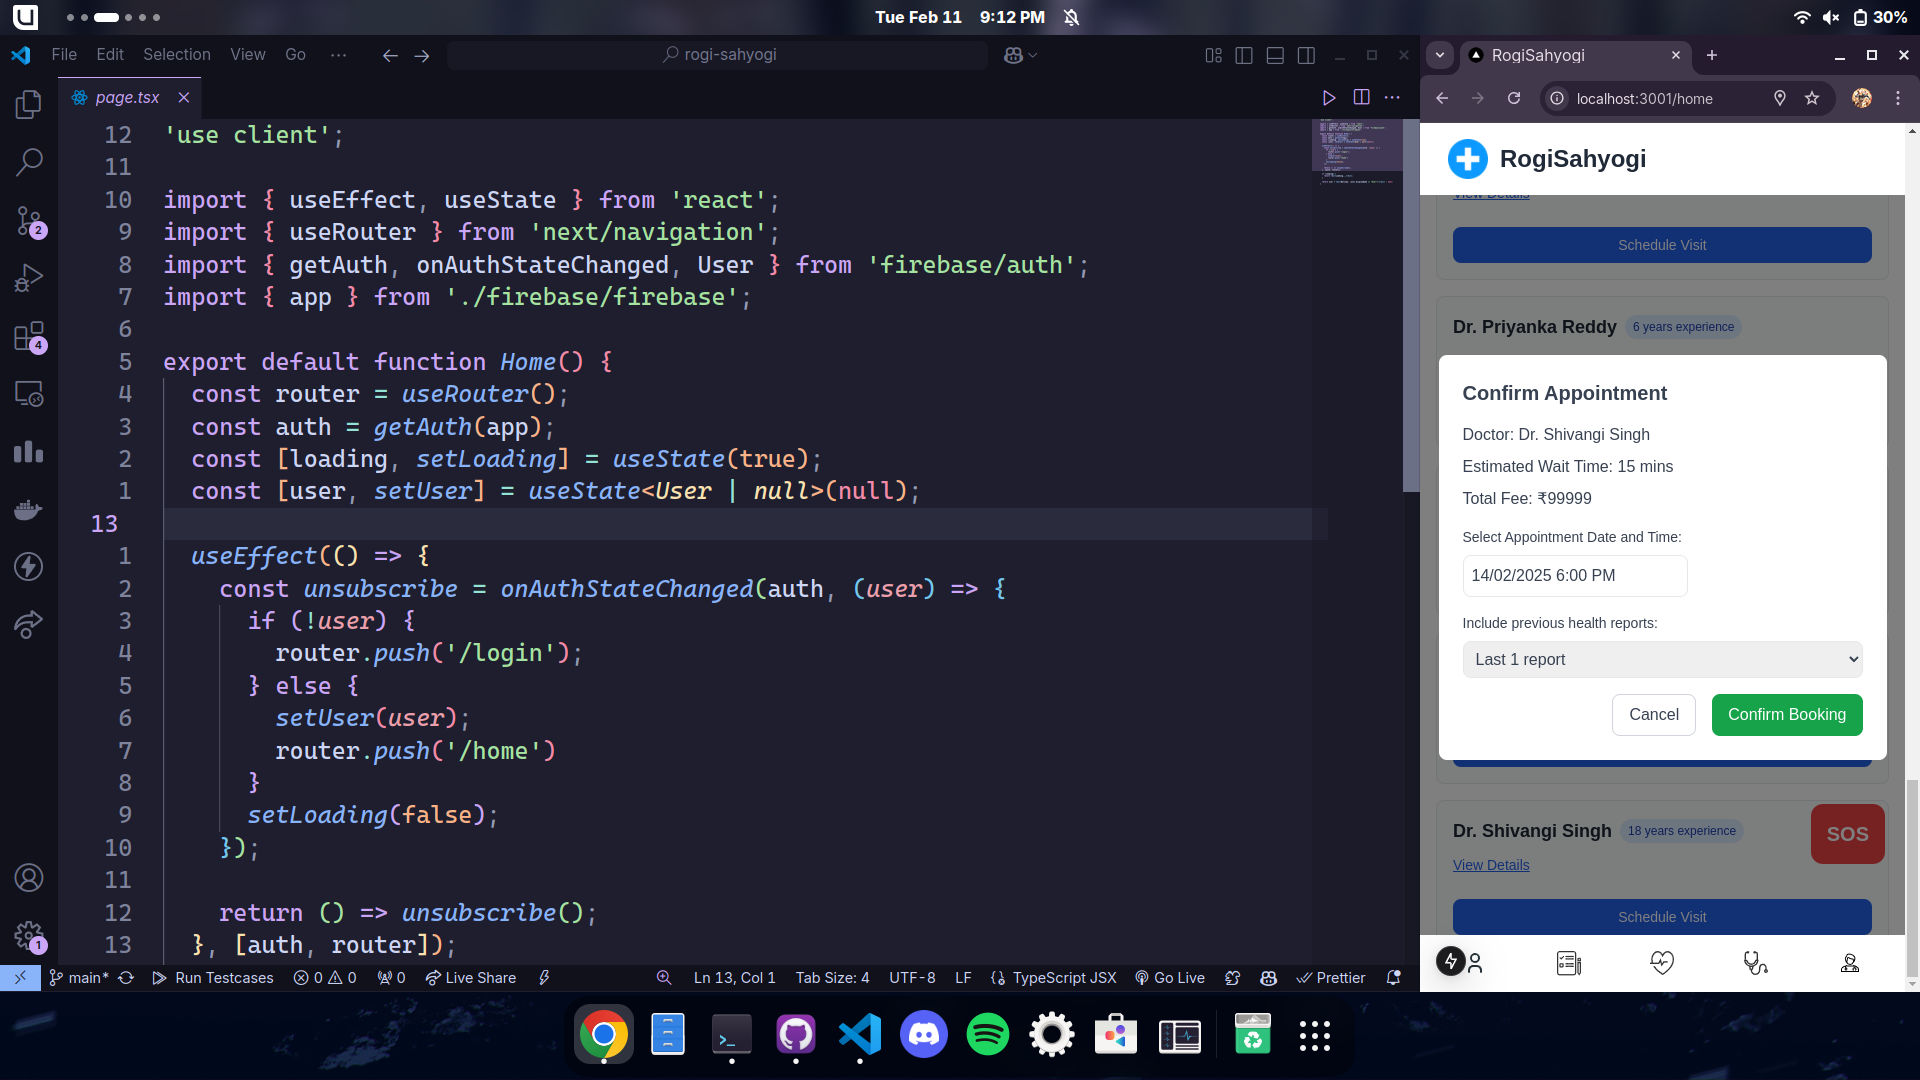 Tue Feb 11 9:12 PM
30%
File Edit Selection View Go ···
rogi-sahyogi
page.tsx
12 'use client';
11
10 import { useEffect, useState } from 'react';
9 import { useRouter } from 'next/navigation';
8 import { getAuth, onAuthStateChanged, User } from 'firebase/auth';
7 import { app } from './firebase/firebase';
6
5 export default function Home() {
4 const router = useRouter();
3 const auth = getAuth(app);
2 const [loading, setLoading] = useState(true);
1 const [user, setUser] = useState<User | null>(null);
13
1 useEffect(() => {
2 const unsubscribe = onAuthStateChanged(auth, (user) => {
3 if (!user) {
4 router.push('/login');
5 } else {
6 setUser(user);
7 router.push('/home')
8 }
9 setLoading(false);
10 });
11
12 return () => unsubscribe();
13 }, [auth, router]);
2
4
1
main* Run Testcases 0 0 0 Live Share Ln 13, Col 1 Tab Size: 4 UTF-8 LF TypeScript JSX Go Live Prettier
RogiSahyogi
localhost:3001/home
RogiSahyogi
View Details
Schedule Visit
Dr. Priyanka Reddy 6 years experience
Confirm Appointment
Doctor: Dr. Shivangi Singh
Estimated Wait Time: 15 mins
Total Fee: ₹99999
Select Appointment Date and Time:
14/02/2025 6:00 PM
Include previous health reports:
Last 1 report
Cancel Confirm Booking
Dr. Shivangi Singh 18 years experience
SOS
View Details
Schedule Visit